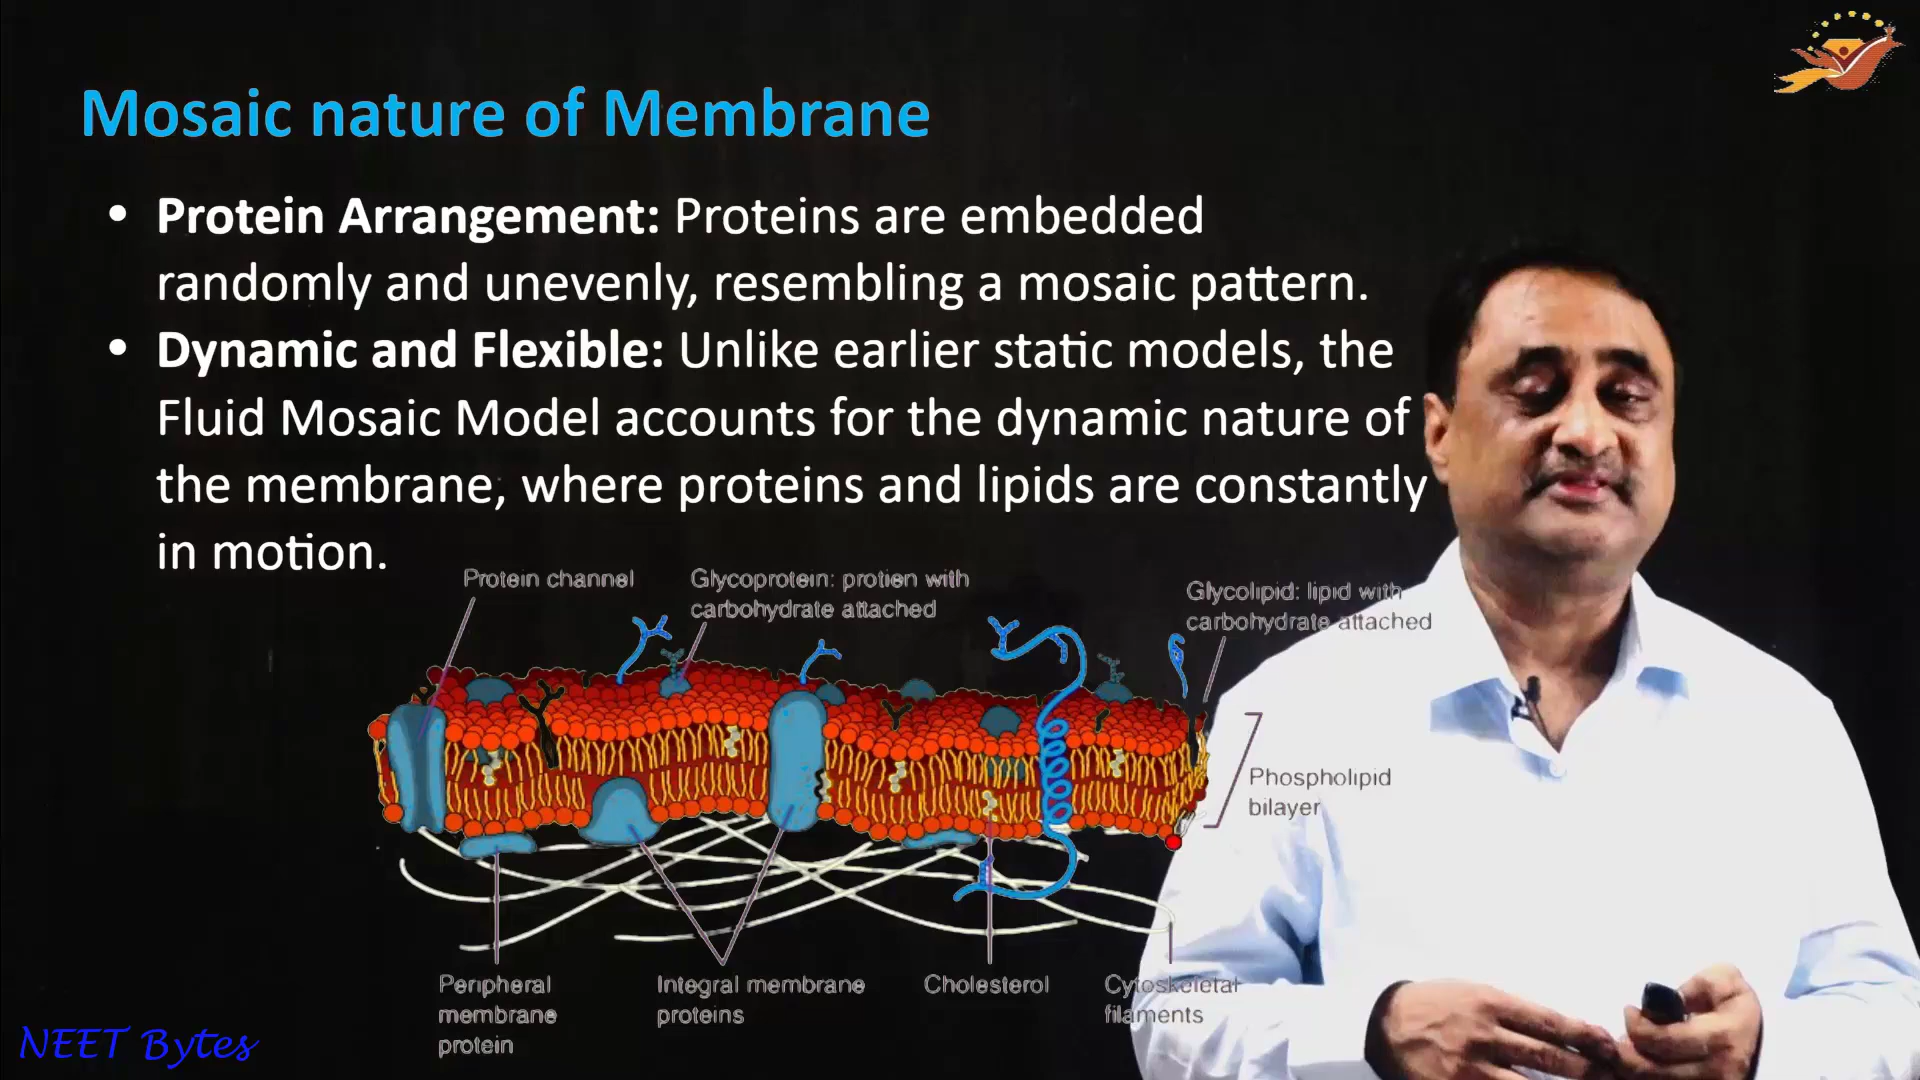 Mosaic nature of Membrane
• Protein Arrangement: Proteins are embedded
randomly and unevenly, resembling a mosaic pattern.
• Dynamic and Flexible: Unlike earlier static models, the
Fluid Mosaic Model accounts for the dynamic nature of
the membrane, where proteins and lipids are constantly
in motion.
Protein channel
Glycoprotein: protien with
carbohydrate attached
Glycolipid: lipid with
carbohydrate attached
Phospholipid
bilayer
Peripheral
membrane
protein
Integral membrane
proteins
Cholesterol
Cytoskeletal
filaments
NEET Bytes